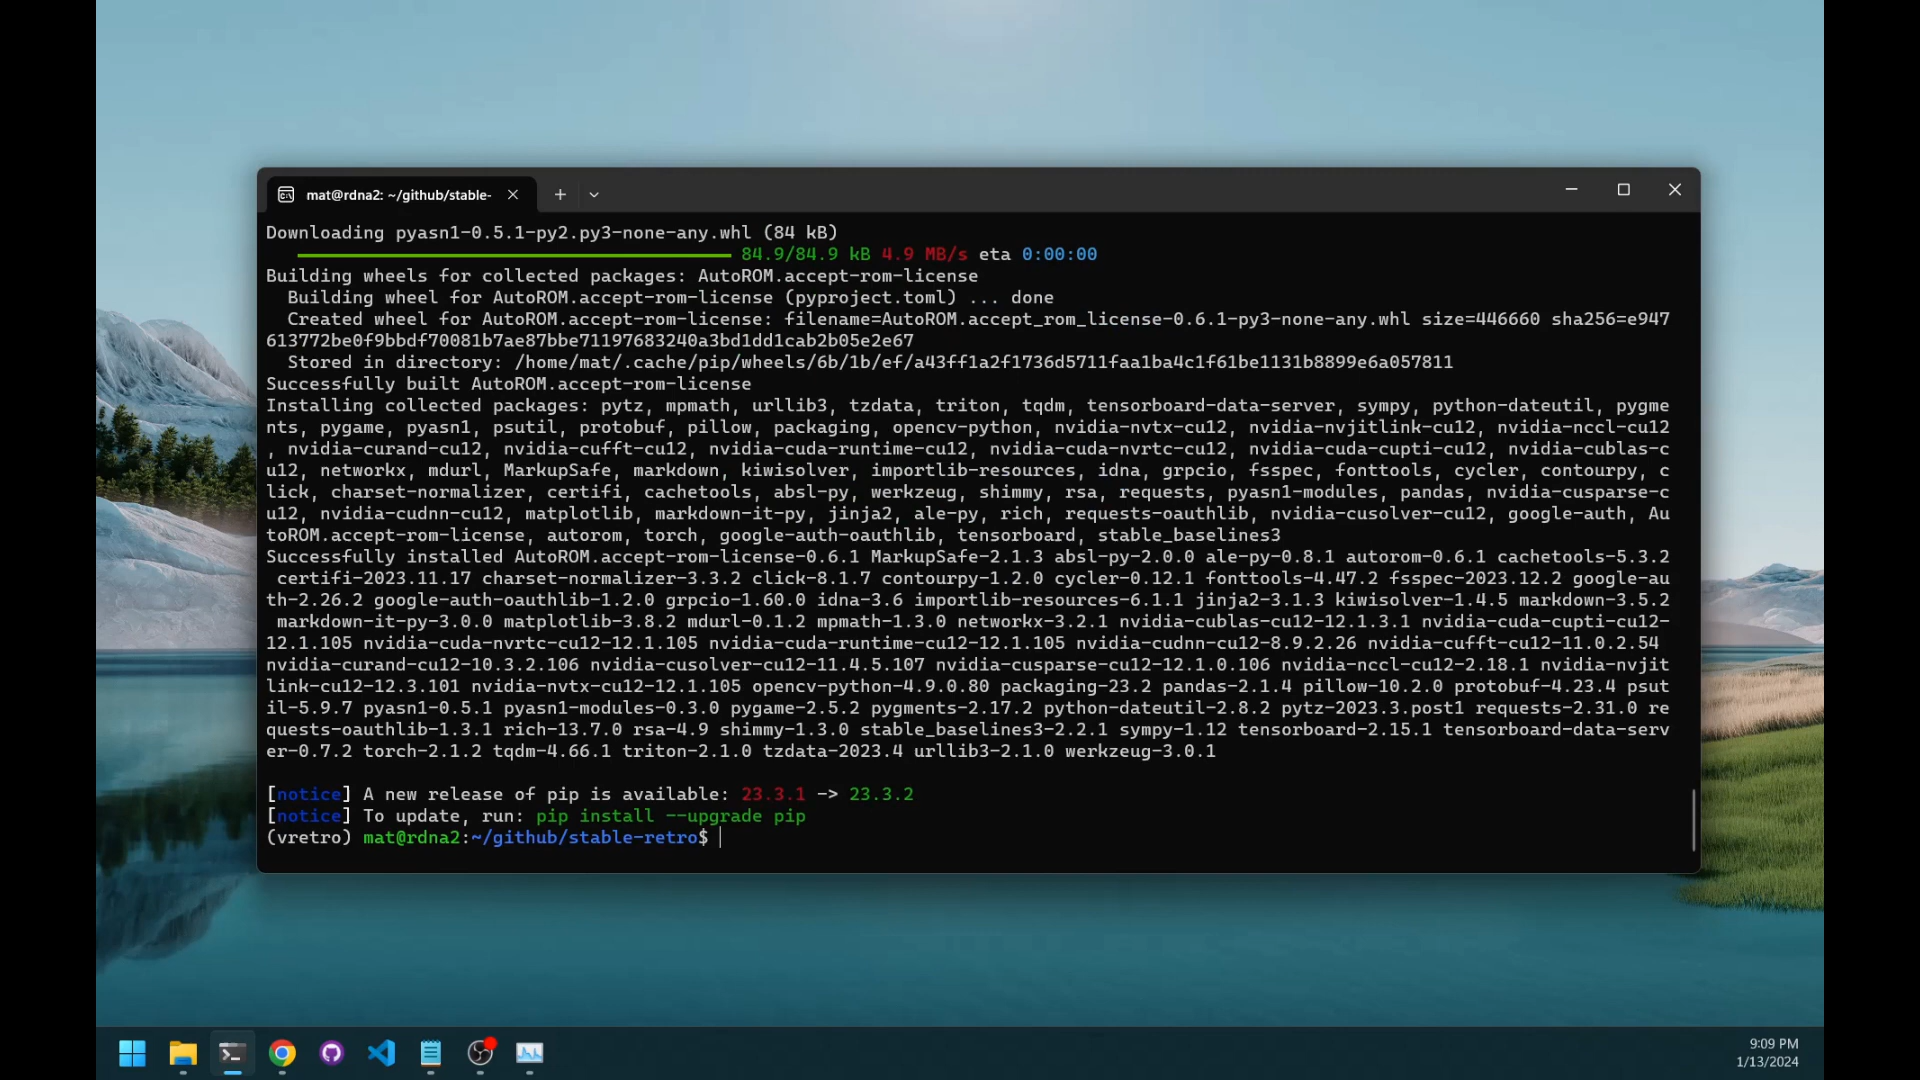 mat@rdna2: ~/github/stable-
Downloading pyasn1-0.5.1-py2.py3-none-any.whl (84 kB)
84.9/84.9 kB 4.9 MB/s eta 0:00:00
Building wheels for collected packages: AutoROM.accept-rom-license
Building wheel for AutoROM.accept-rom-license (pyproject.toml) ... done
Created wheel for AutoROM.accept-rom-license: filename=AutoROM.accept_rom_license-0.6.1-py3-none-any.whl size=446660 sha256=e947
613772be0f9bbdf70081b7ae87bbe71197683240a3bd1dd1cab2b05e2e67
Stored in directory: /home/mat/.cache/pip/wheels/6b/1b/ef/a43ff1a2f1736d5711faa1ba4c1f61be1131b8899e6a057811
Successfully built AutoROM.accept-rom-license
Installing collected packages: pytz, mpmath, urllib3, tzdata, triton, tqdm, tensorboard-data-server, sympy, python-dateutil, pygme
nts, pygame, pyasn1, psutil, protobuf, pillow, packaging, opencv-python, nvidia-nvtx-cu12, nvidia-nvjitlink-cu12, nvidia-nccl-cu12
, nvidia-curand-cu12, nvidia-cufft-cu12, nvidia-cuda-runtime-cu12, nvidia-cuda-nvrtc-cu12, nvidia-cuda-cupti-cu12, nvidia-cublas-c
u12, networkx, mdurl, MarkupSafe, markdown, kiwisolver, importlib-resources, idna, grpcio, fsspec, fonttools, cycler, contourpy, c
lick, charset-normalizer, certifi, cachetools, absl-py, werkzeug, shimmy, rsa, requests, pyasn1-modules, pandas, nvidia-cusparse-c
u12, nvidia-cudnn-cu12, matplotlib, markdown-it-py, jinja2, ale-py, rich, requests-oauthlib, nvidia-cusolver-cu12, google-auth, Au
toROM.accept-rom-license, autorom, torch, google-auth-oauthlib, tensorboard, stable_baselines3
Successfully installed AutoROM.accept-rom-license-0.6.1 MarkupSafe-2.1.3 absl-py-2.0.0 ale-py-0.8.1 autorom-0.6.1 cachetools-5.3.2
certifi-2023.11.17 charset-normalizer-3.3.2 click-8.1.7 contourpy-1.2.0 cycler-0.12.1 fonttools-4.47.2 fsspec-2023.12.2 google-au
th-2.26.2 google-auth-oauthlib-1.2.0 grpcio-1.60.0 idna-3.6 importlib-resources-6.1.1 jinja2-3.1.3 kiwisolver-1.4.5 markdown-3.5.2
markdown-it-py-3.0.0 matplotlib-3.8.2 mdurl-0.1.2 mpmath-1.3.0 networkx-3.2.1 nvidia-cublas-cu12-12.1.3.1 nvidia-cuda-cupti-cu12-
12.1.105 nvidia-cuda-nvrtc-cu12-12.1.105 nvidia-cuda-runtime-cu12-12.1.105 nvidia-cudnn-cu12-8.9.2.26 nvidia-cufft-cu12-11.0.2.54
nvidia-curand-cu12-10.3.2.106 nvidia-cusolver-cu12-11.4.5.107 nvidia-cusparse-cu12-12.1.0.106 nvidia-nccl-cu12-2.18.1 nvidia-nvjit
link-cu12-12.3.101 nvidia-nvtx-cu12-12.1.105 opencv-python-4.9.0.80 packaging-23.2 pandas-2.1.4 pillow-10.2.0 protobuf-4.23.4 psut
il-5.9.7 pyasn1-0.5.1 pyasn1-modules-0.3.0 pygame-2.5.2 pygments-2.17.2 python-dateutil-2.8.2 pytz-2023.3.post1 requests-2.31.0 re
quests-oauthlib-1.3.1 rich-13.7.0 rsa-4.9 shimmy-1.3.0 stable_baselines3-2.2.1 sympy-1.12 tensorboard-2.15.1 tensorboard-data-serv
er-0.7.2 torch-2.1.2 tqdm-4.66.1 triton-2.1.0 tzdata-2023.4 urllib3-2.1.0 werkzeug-3.0.1
[notice] A new release of pip is available: 23.3.1 -> 23.3.2
[notice] To update, run: pip install --upgrade pip
(vretro) mat@rdna2:~/github/stable-retro$
9:09 PM
1/13/2024